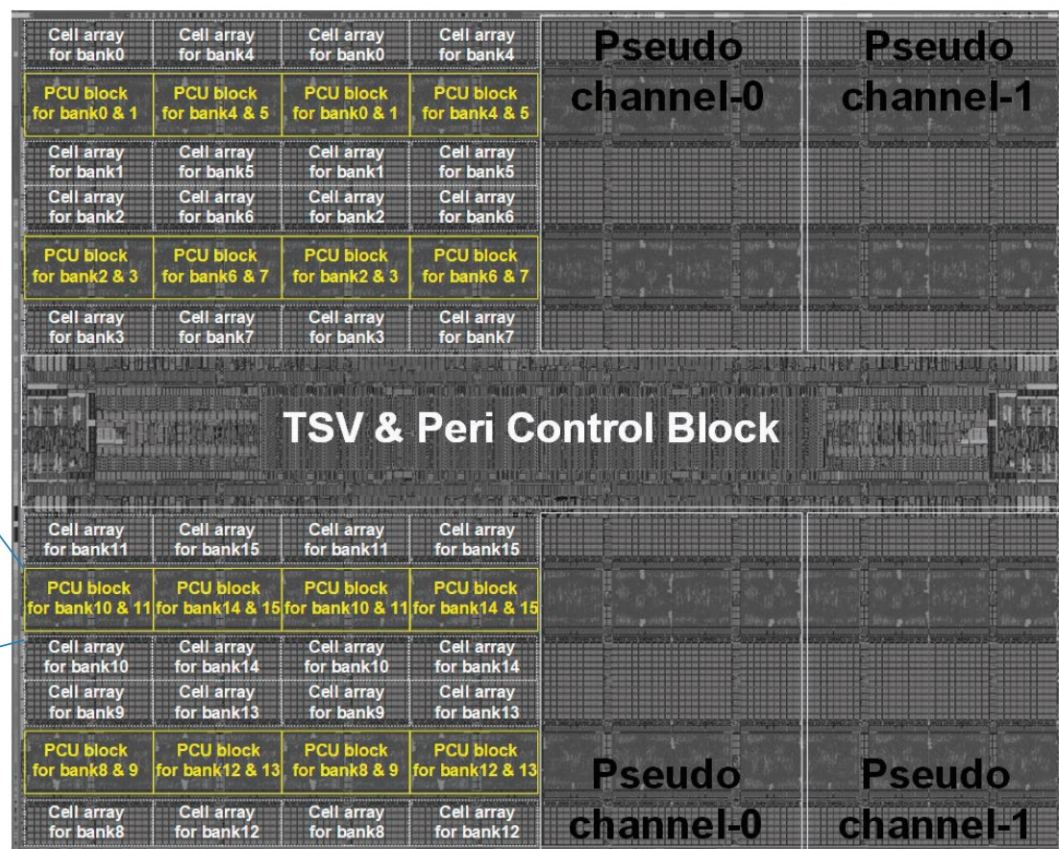 Cell array Cell array Cell array Cell array
for bank0 for bank4 for bank0 for bank4
Pseudo Pseudo
channel-0 channel-1
PCU block PCU block PCU block PCU block
for bank0 & 1 for bank4 & 5 for bank0 & 1 for bank4 & 5
Cell array Cell array Cell array Cell array
for bank1 for bank5 for bank1 for bank5
Cell array Cell array Cell array Cell array
for bank2 for bank6 for bank2 for bank6
PCU block PCU block PCU block PCU block
for bank2 & 3 for bank6 & 7 for bank2 & 3 for bank6 & 7
Cell array Cell array Cell array Cell array
for bank3 for bank7 for bank3 for bank7
TSV & Peri Control Block
Cell array Cell array Cell array Cell array
for bank11 for bank15 for bank11 for bank15
PCU block PCU block PCU block PCU block
for bank10 & 11 for bank14 & 15 for bank10 & 11 for bank14 & 15
Cell array Cell array Cell array Cell array
for bank10 for bank14 for bank10 for bank14
Cell array Cell array Cell array Cell array
for bank9 for bank13 for bank9 for bank13
PCU block PCU block PCU block PCU block
for bank8 & 9 for bank12 & 13 for bank8 & 9 for bank12 & 13
Pseudo Pseudo
channel-0 channel-1
Cell array Cell array Cell array Cell array
for bank8 for bank12 for bank8 for bank12